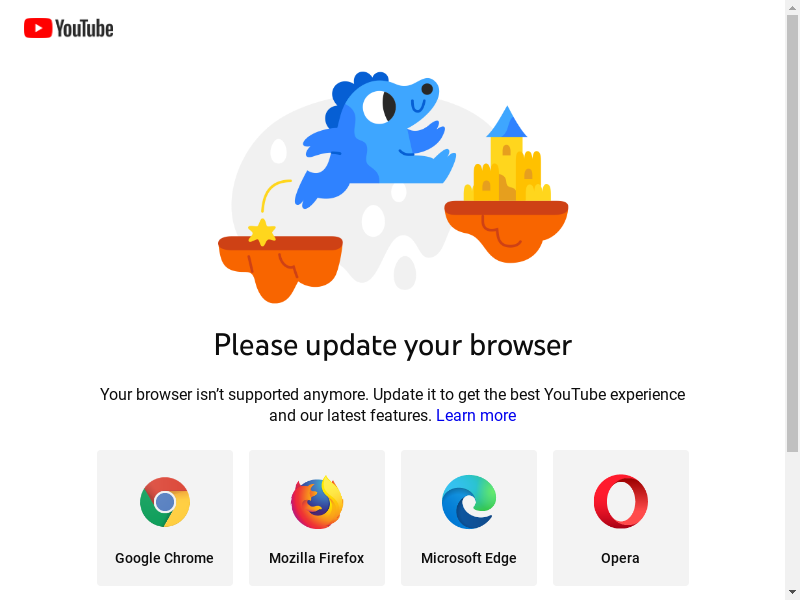 YouTube
Please update your browser
Your browser isn’t supported anymore. Update it to get the best YouTube experience
and our latest features. Learn more
Google Chrome
Mozilla Firefox
Microsoft Edge
Opera